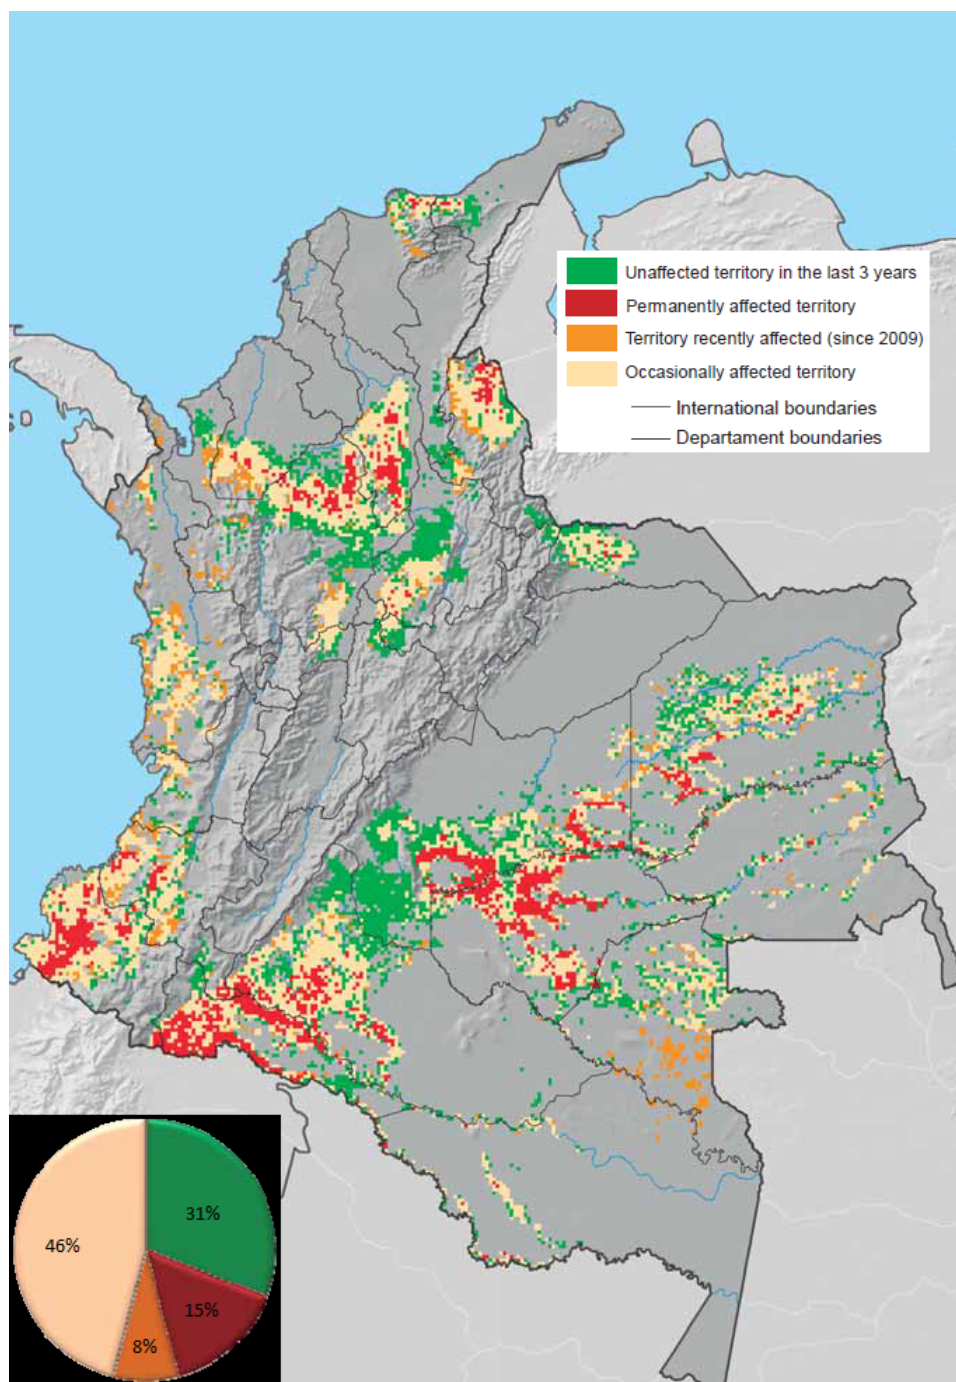 Unaffected territory in the last 3 years
Permanently affected territory
Territory recently affected (since 2009)
Occasionally affected territory
International boundaries
Departament boundaries
31%
46%
15%
8%